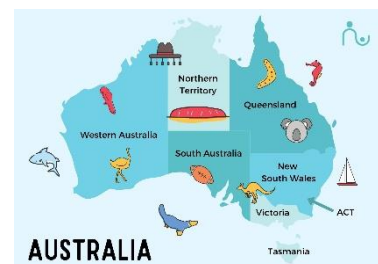 Northern
Territory
Queensland
Western Australia
South Australia
New
South Wales
Victoria
ACT
AUSTRALIA
Tasmania